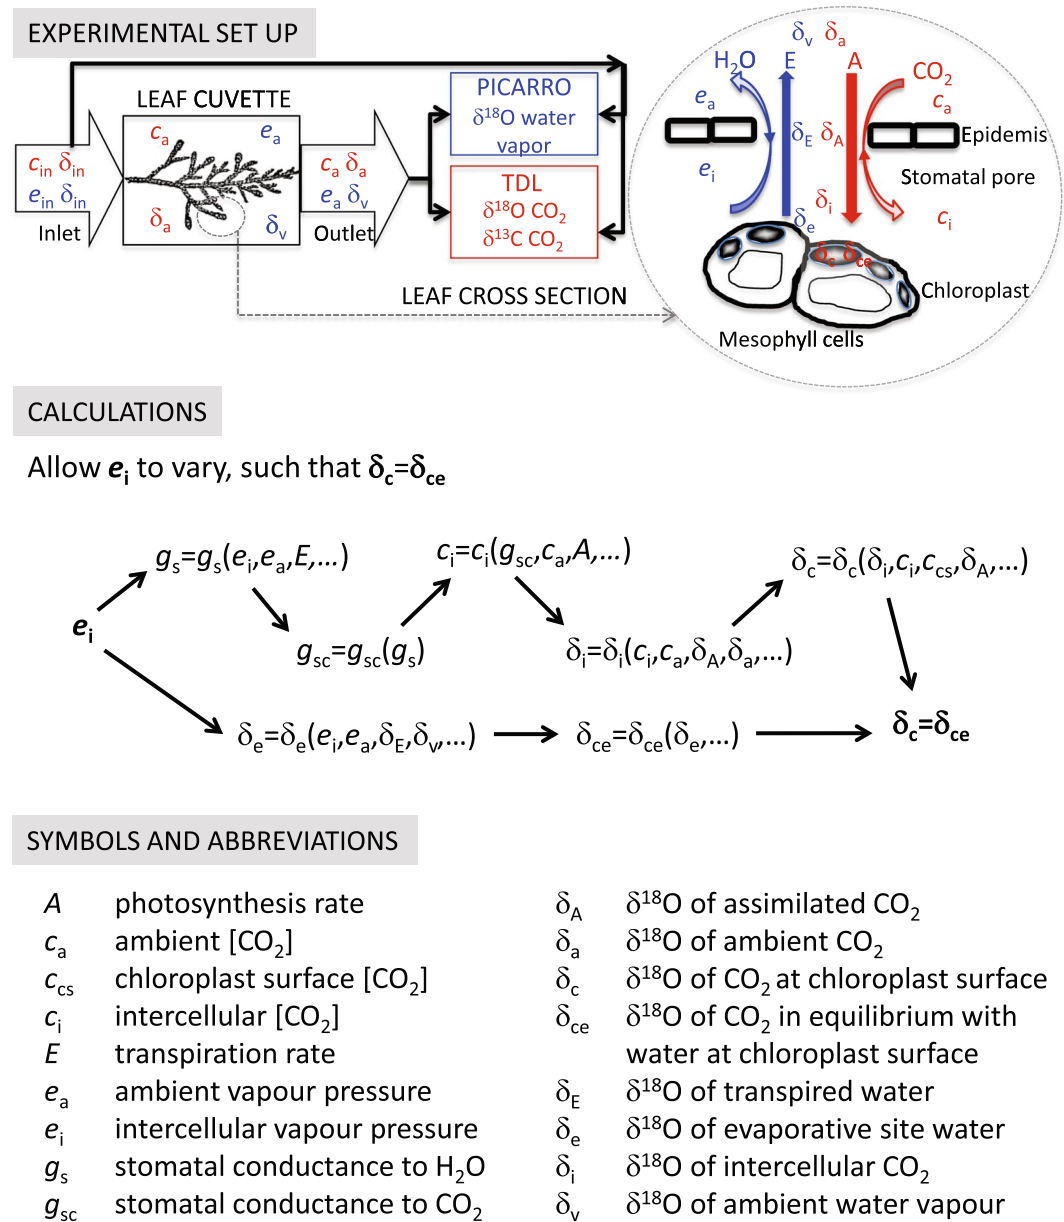 EXPERIMENTAL SET UP
LEAF CUVETTE
c_a e_a
c_in δ_in
e_in δ_in
Inlet
δ_a δ_v
c_a δ_a
e_a δ_v
Outlet
PICARRO
δ¹⁸O water
vapor
TDL
δ¹⁸O CO₂
δ¹³C CO₂
LEAF CROSS SECTION
δ_v δ_a
H₂O E A CO₂
e_a c_a
δ_E δ_A Epidemis
e_i Stomatal pore
δ_i c_i
δ_e
δ_c δ_ce
Chloroplast
Mesophyll cells
CALCULATIONS
Allow e_i to vary, such that δ_c=δ_ce
g_s=g_s(e_i,e_a,E,...) c_i=c_i(g_sc,c_a,A,...) δ_c=δ_c(δ_i,c_i,c_cs,δ_A,...)
e_i
g_sc=g_sc(g_s) δ_i=δ_i(c_i,c_a,δ_A,δ_a,...)
δ_e=δ_e(e_i,e_a,δ_E,δ_v,...) δ_ce=δ_ce(δ_e,...) δ_c=δ_ce
SYMBOLS AND ABBREVIATIONS
A photosynthesis rate
c_a ambient [CO₂]
c_cs chloroplast surface [CO₂]
c_i intercellular [CO₂]
E transpiration rate
e_a ambient vapour pressure
e_i intercellular vapour pressure
g_s stomatal conductance to H₂O
g_sc stomatal conductance to CO₂
δ_A δ¹⁸O of assimilated CO₂
δ_a δ¹⁸O of ambient CO₂
δ_c δ¹⁸O of CO₂ at chloroplast surface
δ_ce δ¹⁸O of CO₂ in equilibrium with
water at chloroplast surface
δ_E δ¹⁸O of transpired water
δ_e δ¹⁸O of evaporative site water
δ_i δ¹⁸O of intercellular CO₂
δ_v δ¹⁸O of ambient water vapour